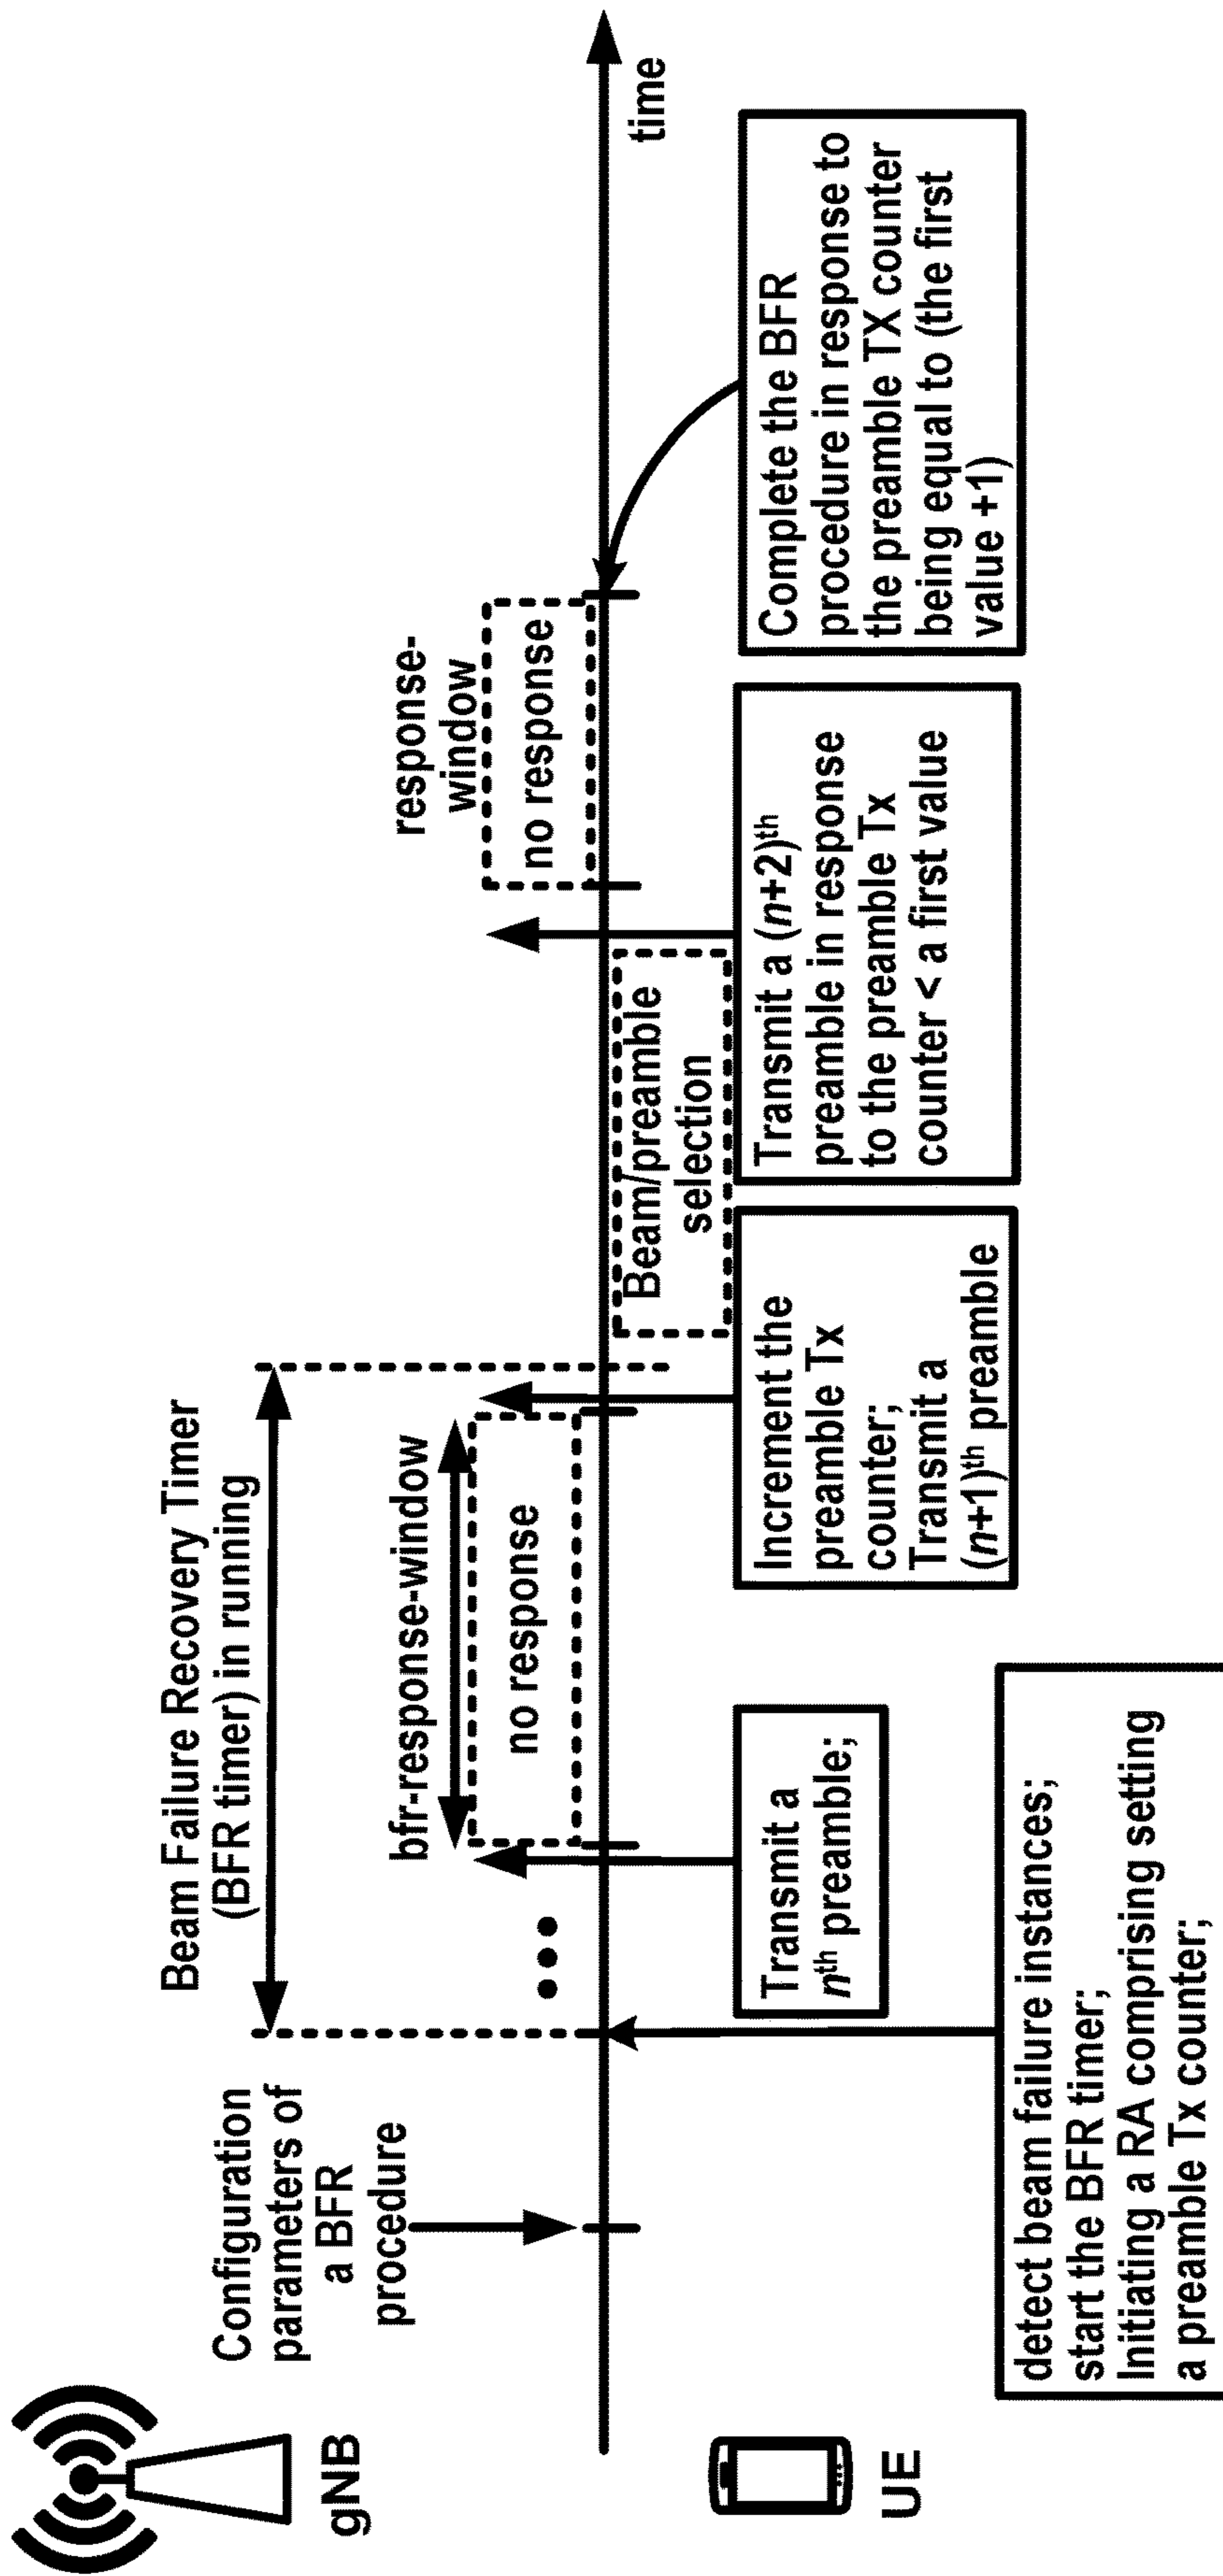 gNB
UE
Configuration
parameters of
a BFR
procedure
Beam Failure Recovery Timer
(BFR timer) in running
bfr-response-window
no response
response-
window
no response
time
Beam/preamble
selection
detect beam failure instances;
start the BFR timer;
Initiating a RA comprising setting
a preamble Tx counter;
Transmit a
nth preamble;
Increment the
preamble Tx
counter;
Transmit a
(n+1)th preamble
Transmit a (n+2)th
preamble in response
to the preamble Tx
counter < a first value
Complete the BFR
procedure in response to
the preamble TX counter
being equal to (the first
value +1)